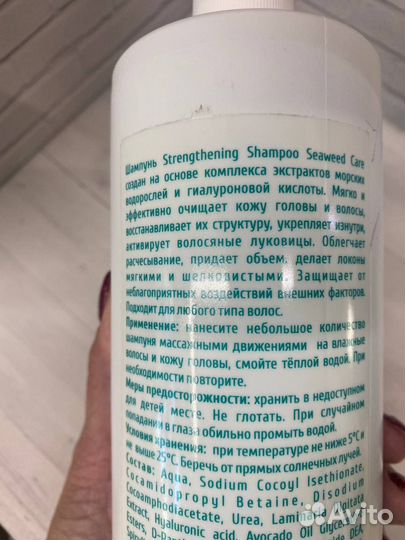 Шампунь Strengthening Shampoo Seaweed Care
создан на основе комплекса экстрактов морских
водорослей и гиалуроновой кислоты. Мягко и
эффективно очищает кожу головы и волосы,
восстанавливает их структуру, укрепляет изнутри,
активирует волосяные луковицы. Облегчает
расчесывание, придает объем, делает локоны
мягкими и шелковистыми. Защищает от
неблагоприятных воздействий внешних факторов.
Подходит для любого типа волос.
Применение: нанесите небольшое количество
шампуня массажными движениями на влажные
волосы и кожу головы, смойте тёплой водой. При
необходимости повторите.
Меры предосторожности: хранить в недоступном
для детей месте. Не глотать. При случайном
попадании в глаза обильно промыть водой.
Условия хранения: при температуре не ниже 5°С и
не выше 25°С. Беречь от прямых солнечных лучей.
Состав: Aqua, Sodium Cocoyl Isethionate,
Cocamidopropyl Betaine, Disodium
Cocoamphodiacetate, Urea,
Extract, Hyaluronic acid, Avocado Oil
Esters, DEA,
Avito